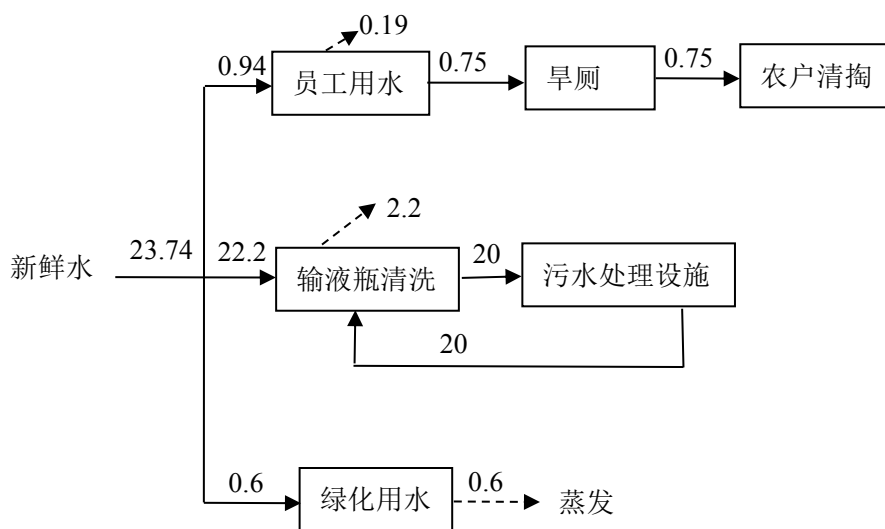 0.19
0.94
员工用水
0.75
旱厕
0.75
农户清掏
2.2
新鲜水
23.74
22.2
输液瓶清洗
20
污水处理设施
20
0.6
绿化用水
0.6
蒸发